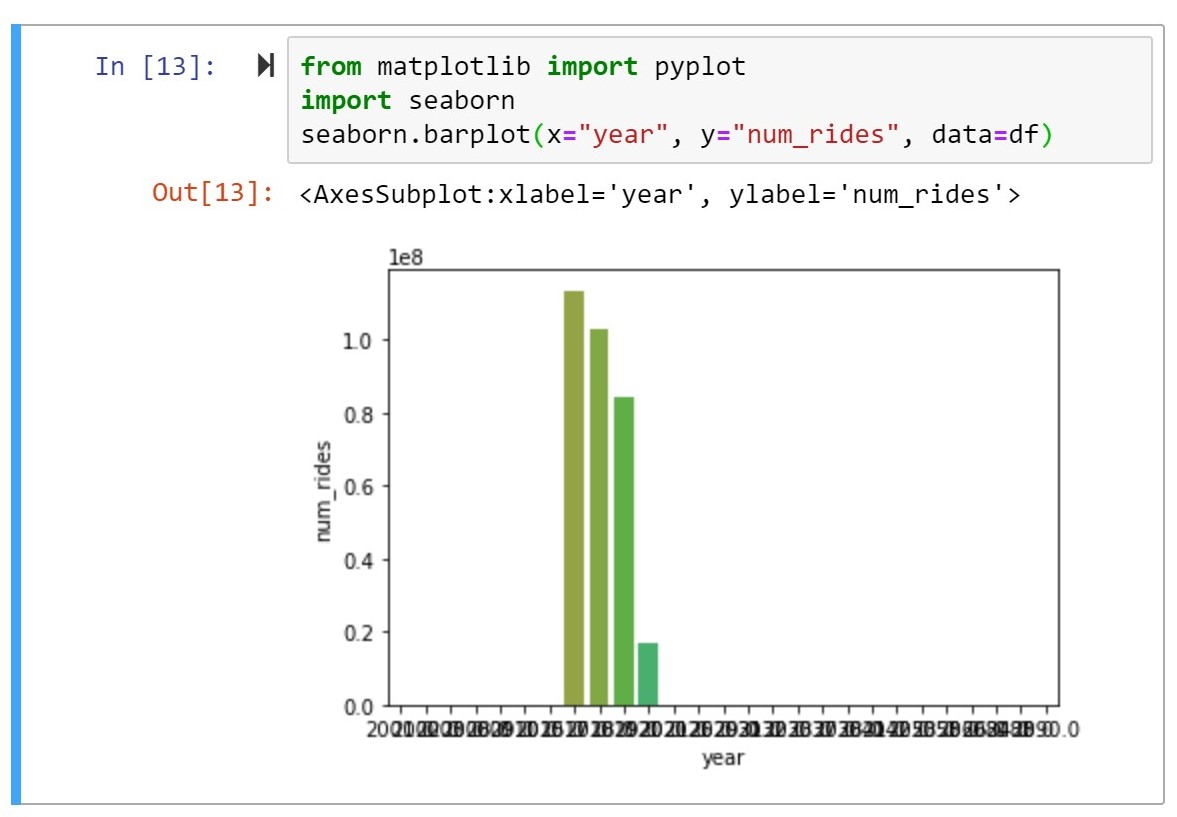 In [13]:
from matplotlib import pyplot
import seaborn
seaborn.barplot(x="year", y="num_rides", data=df)
Out[13]:
<AxesSubplot:xlabel='year', ylabel='num_rides'>
1e8
1.0
0.8
0.6
0.4
0.2
0.0
num_rides
year